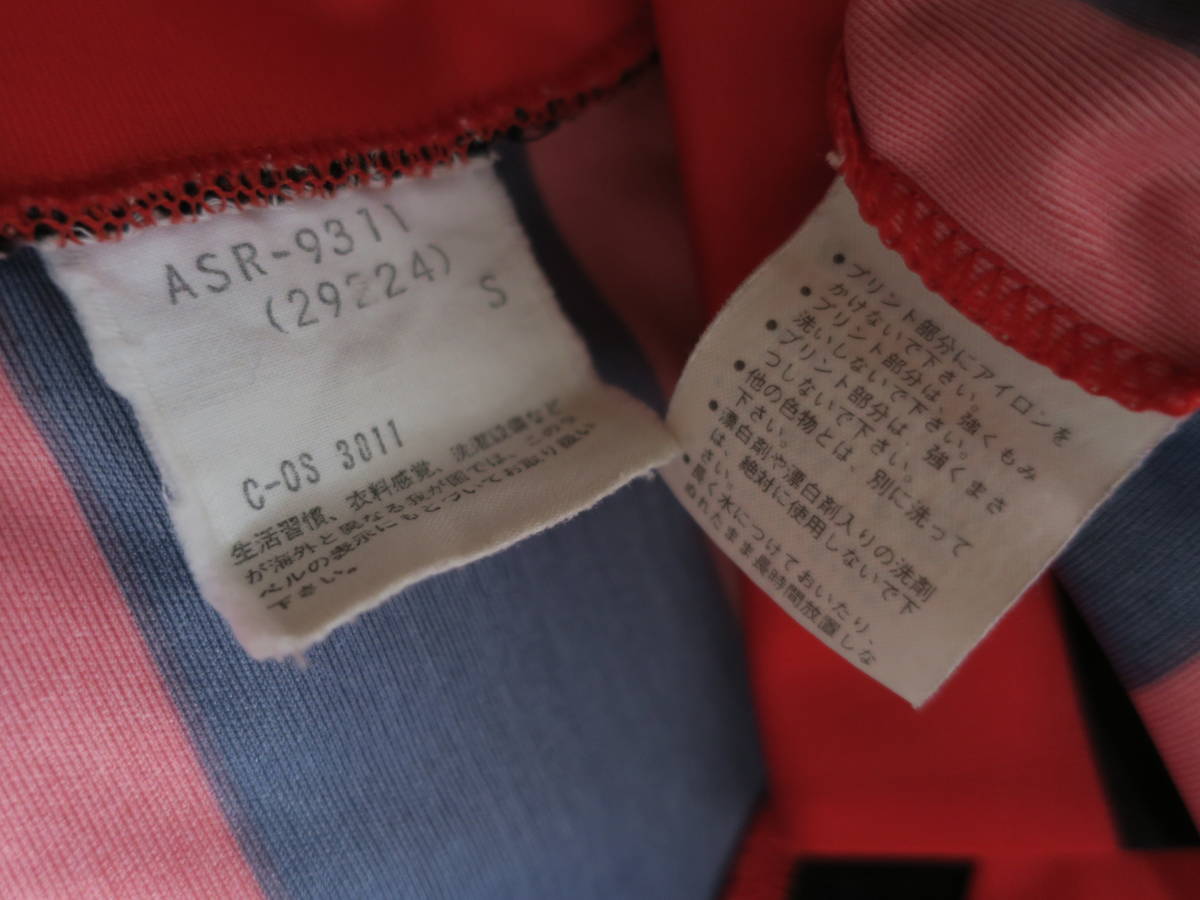 ASR-9311
(29224)
S
C-OS 3011
生活習慣、衣料感覚、洗濯設備など
が海外と異なる我が国では、このラ
ベルの表示にもとづいてお取り扱い
下さい。
●プリント部分にアイロンを
かけないで下さい。
●プリント部分は、強くもみ
洗いしないで下さい。
●プリント部分は、強くまさ
つしないで下さい。
●他の色物とは、別に洗って
下さい。
●漂白剤や漂白剤入りの洗剤
は、絶対に使用しないで下
さい。
●長く水につけておいたり、
ぬれたまま長時間放置しな